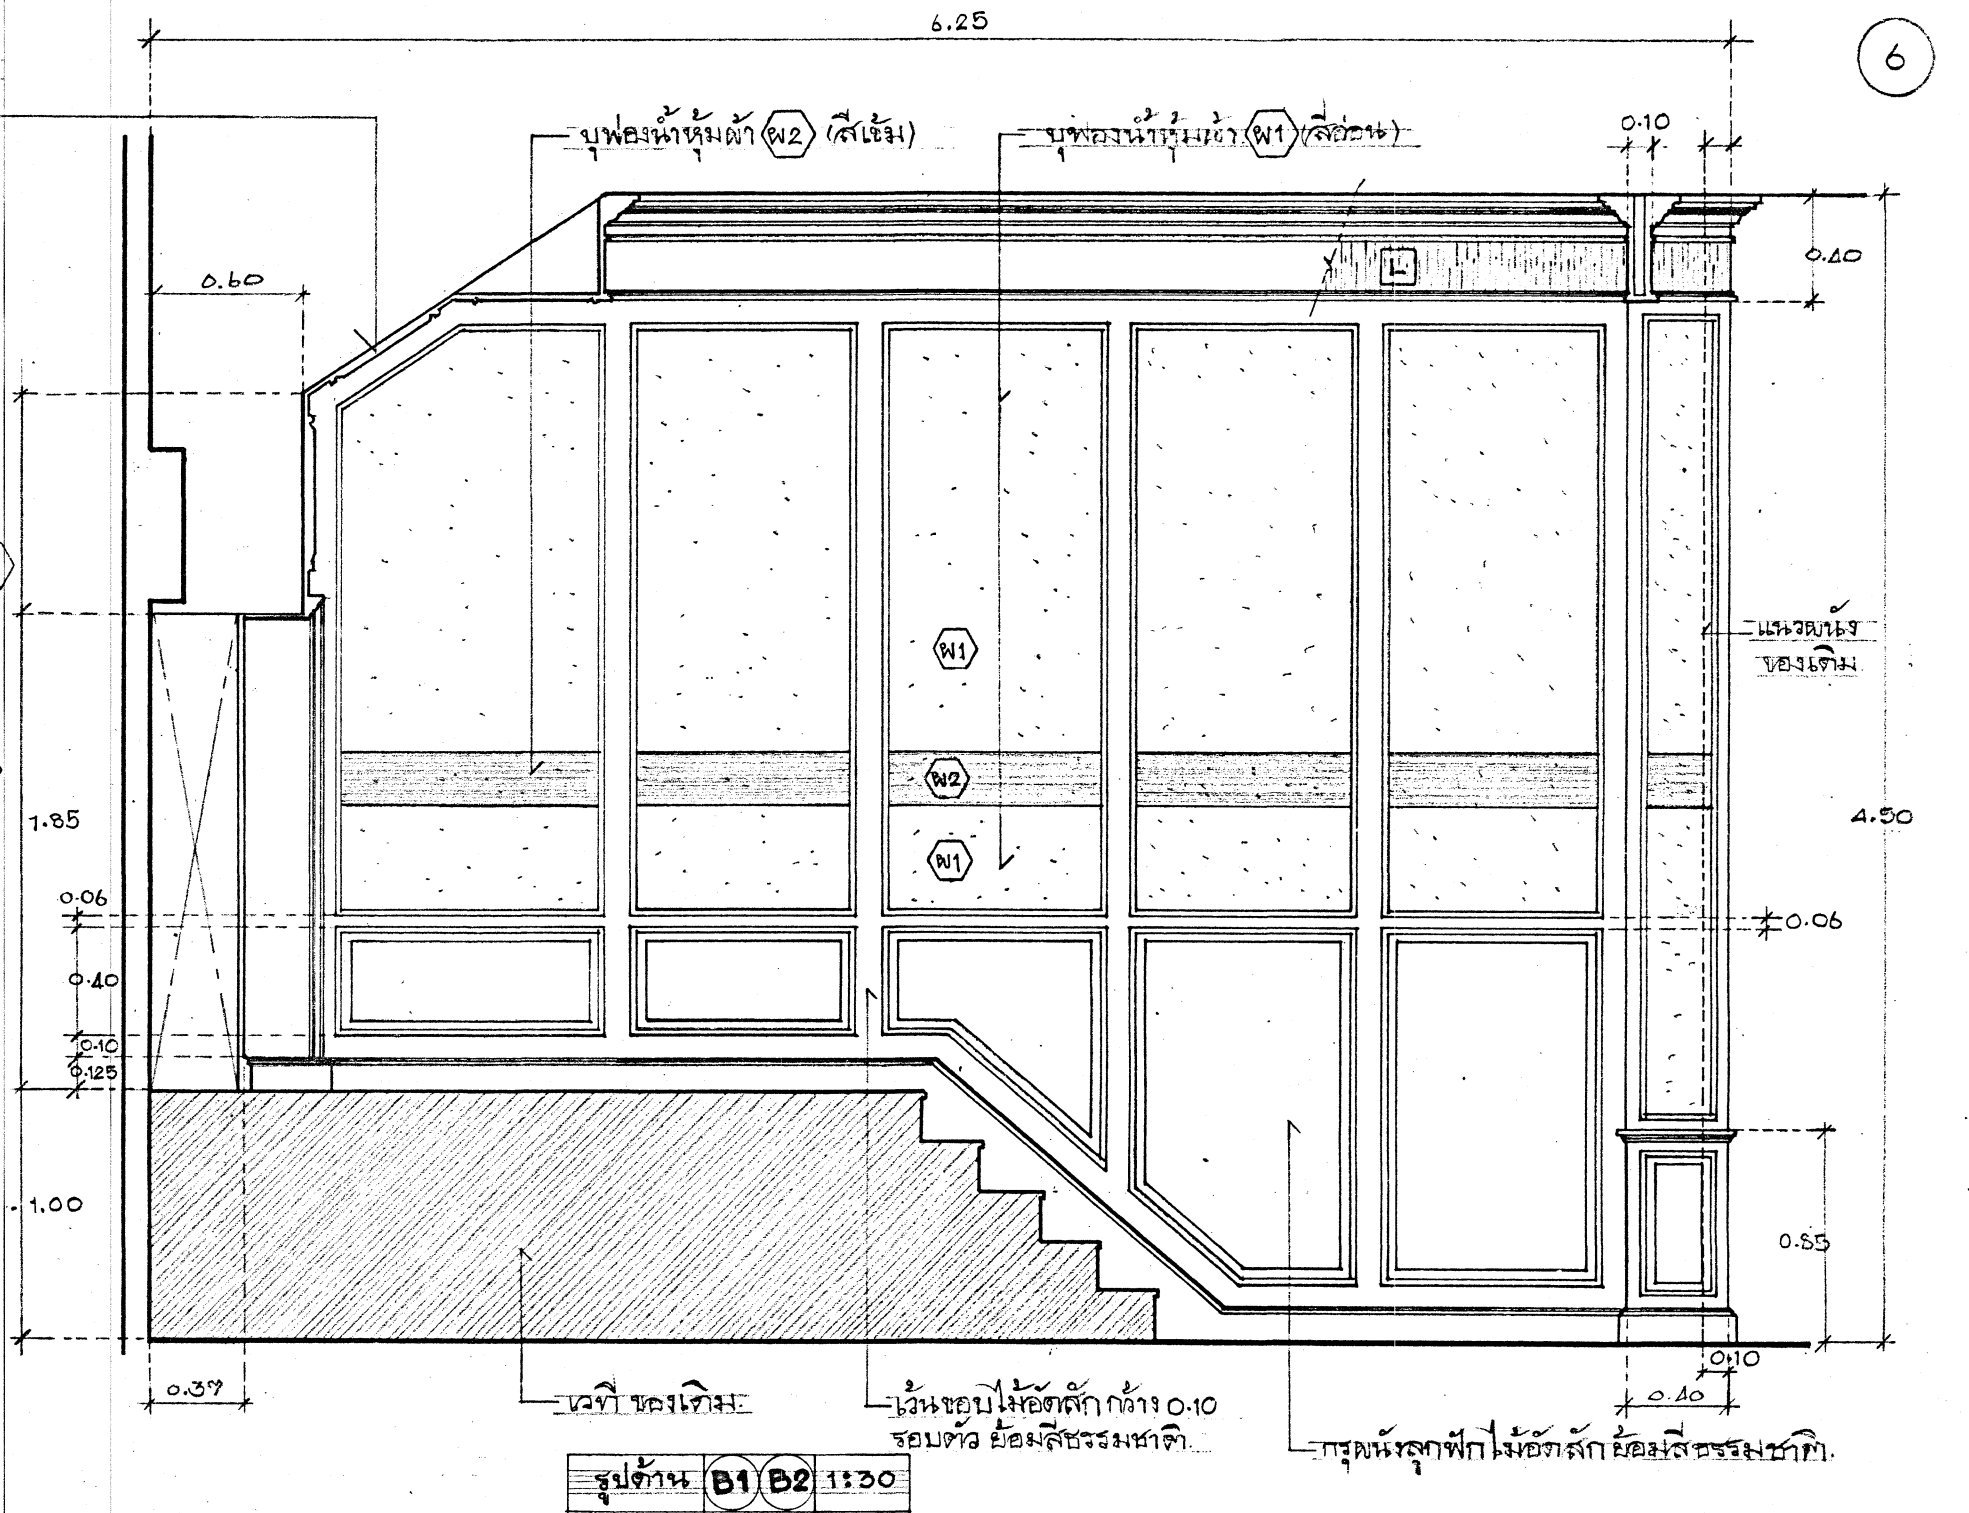 6.25
6
บุฟองน้ำหุ้มผ้า ผ2 (สีเข้ม)
บุฟองน้ำหุ้มผ้า ผ1 (สีอ่อน)
0.10
0.60
L
0.40
ผ1
แนวผนัง
ของเดิม
ผ2
1.85
4.50
ผ1
0.06
0.06
0.40
0.10
0.125
1.00
0.85
0.10
0.37
0.40
เวที ของเดิม
เว้นขอบไม้อัดสัก กว้าง 0.10
รอบตัว ย้อมสีธรรมชาติ
กรุผนังลูกฟักไม้อัดสัก ย้อมสีธรรมชาติ.
รูปด้าน B1 B2 1:30